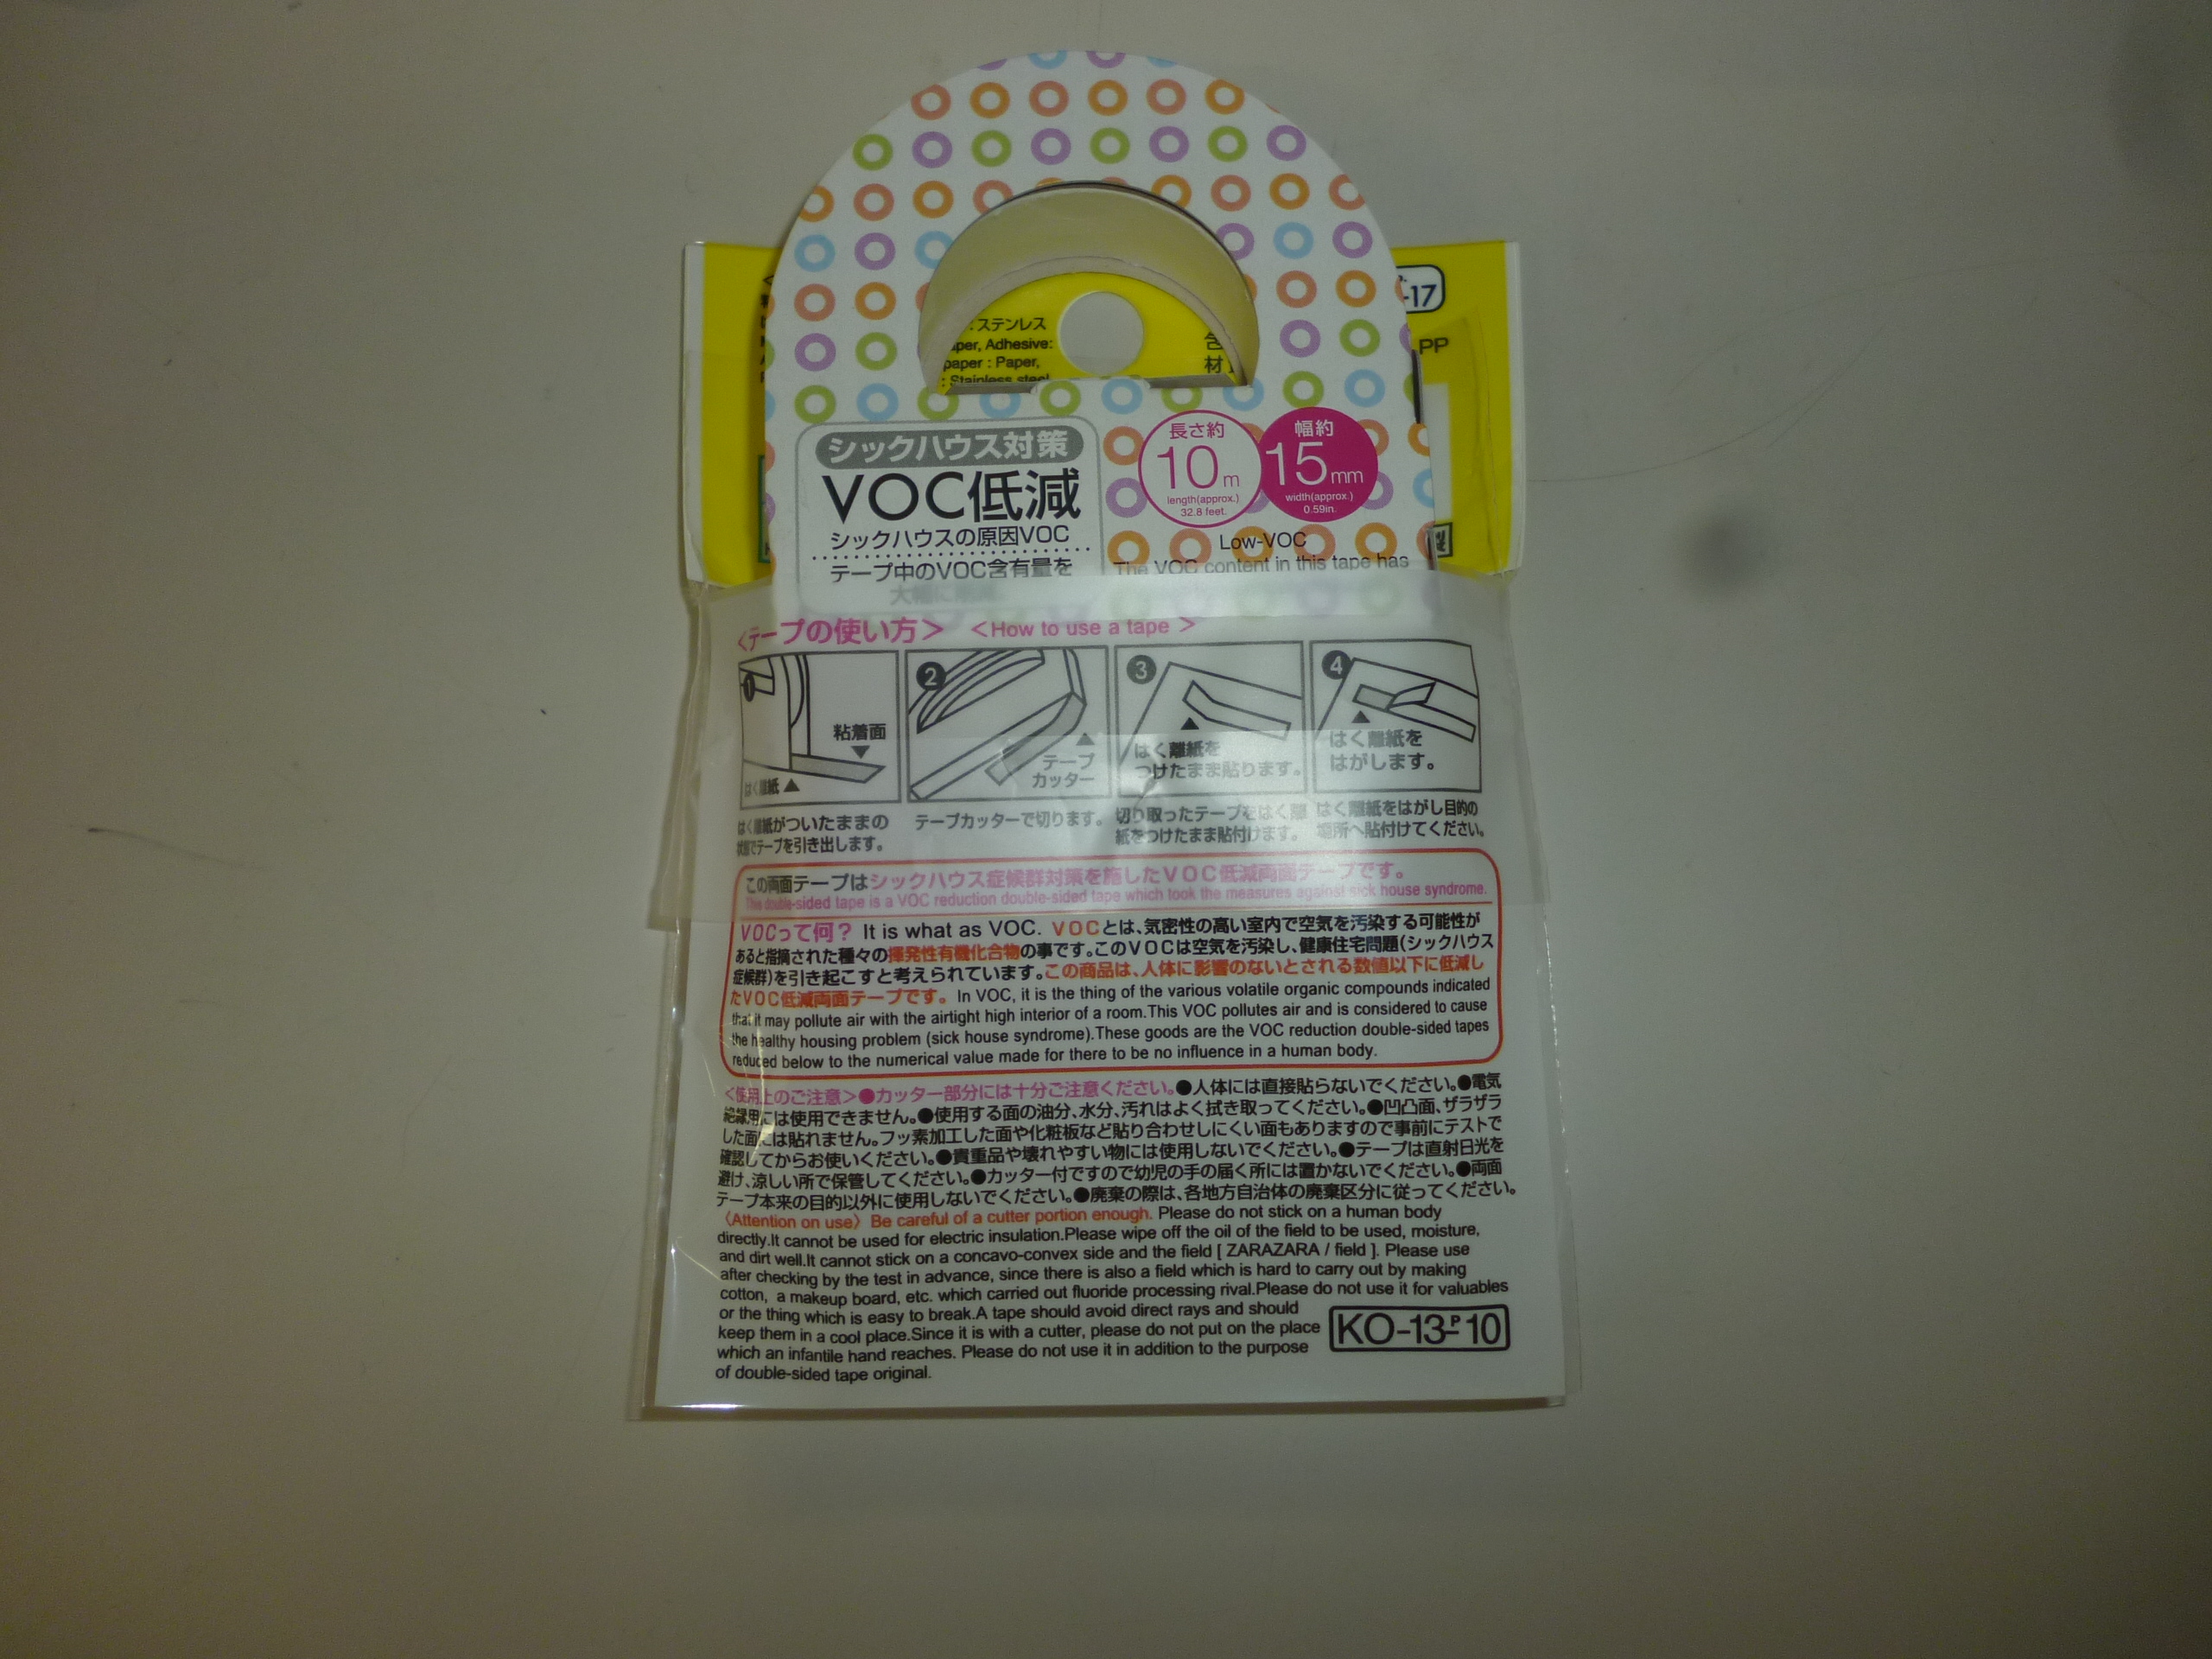 -17
PP
：ステンレス
aper, Adhesive:
paper : Paper,
: Stainless steel
材
シックハウス対策
VOC低減
シックハウスの原因VOC
テープ中のVOC含有量を
長さ約
10m
length(approx.)
32.8 feet.
幅約
15mm
width(approx.)
0.59in.
Low-VOC
The VOC content in this tape has
<テープの使い方> <How to use a tape >
1
粘着面
はく離紙
はく離紙がついたままの
状態でテープを引き出します。
2
テープ
カッター
テープカッターで切ります。
3
はく離紙を
つけたまま貼ります。
切り取ったテープをはく離
紙をつけたまま貼付けます。
4
はく離紙を
はがします。
はく離紙をはがし目的の
場所へ貼付けてください。
この両面テープはシックハウス症候群対策を施したVOC低減両面テープです。
The double-sided tape is a VOC reduction double-sided tape which took the measures against sick house syndrome.
VOCって何? It is what as VOC. VOCとは、気密性の高い室内で空気を汚染する可能性が
あると指摘された種々の揮発性有機化合物の事です。このVOCは空気を汚染し、健康住宅問題(シックハウス
症候群)を引き起こすと考えられています。この商品は、人体に影響のないとされる数値以下に低減し
たVOC低減両面テープです。In VOC, it is the thing of the various volatile organic compounds indicated
that it may pollute air with the airtight high interior of a room.This VOC pollutes air and is considered to cause
the healthy housing problem (sick house syndrome).These goods are the VOC reduction double-sided tapes
reduced below to the numerical value made for there to be no influence in a human body.
<使用上のご注意>●カッター部分には十分ご注意ください。●人体には直接貼らないでください。●電気
絶縁用には使用できません。●使用する面の油分、水分、汚れはよく拭き取ってください。●凹凸面、ザラザラ
した面には貼れません。フッ素加工した面や化粧板など貼り合わせしにくい面もありますので事前にテストで
確認してからお使いください。●貴重品や壊れやすい物には使用しないでください。●テープは直射日光を
避け、涼しい所で保管してください。●カッター付ですので幼児の手の届く所には置かないでください。●両面
テープ本来の目的以外に使用しないでください。●廃棄の際は、各地方自治体の廃棄区分に従ってください。
〈Attention on use〉Be careful of a cutter portion enough. Please do not stick on a human body
directly.It cannot be used for electric insulation.Please wipe off the oil of the field to be used, moisture,
and dirt well.It cannot stick on a concavo-convex side and the field [ ZARAZARA / field ]. Please use
after checking by the test in advance, since there is also a field which is hard to carry out by making
cotton, a makeup board, etc. which carried out fluoride processing rival.Please do not use it for valuables
or the thing which is easy to break.A tape should avoid direct rays and should
keep them in a cool place.Since it is with a cutter, please do not put on the place
which an infantile hand reaches. Please do not use it in addition to the purpose
of double-sided tape original.
KO-13-P10